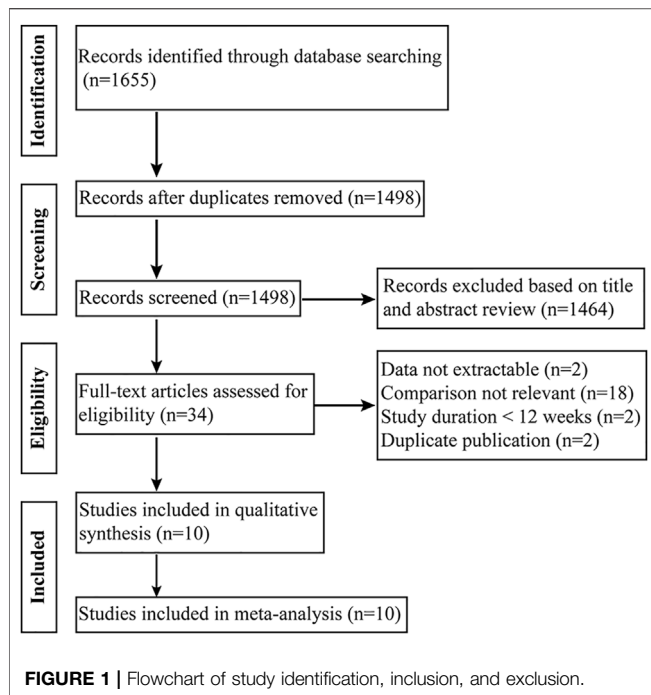 Identification
Records identified through database searching
(n=1655)
Screening
Records after duplicates removed (n=1498)
Records screened (n=1498)
Records excluded based on title
and abstract review (n=1464)
Eligibility
Full-text articles assessed for
eligibility (n=34)
Data not extractable (n=2)
Comparison not relevant (n=18)
Study duration < 12 weeks (n=2)
Duplicate publication (n=2)
Included
Studies included in qualitative
synthesis (n=10)
Studies included in meta-analysis (n=10)
FIGURE 1 | Flowchart of study identification, inclusion, and exclusion.